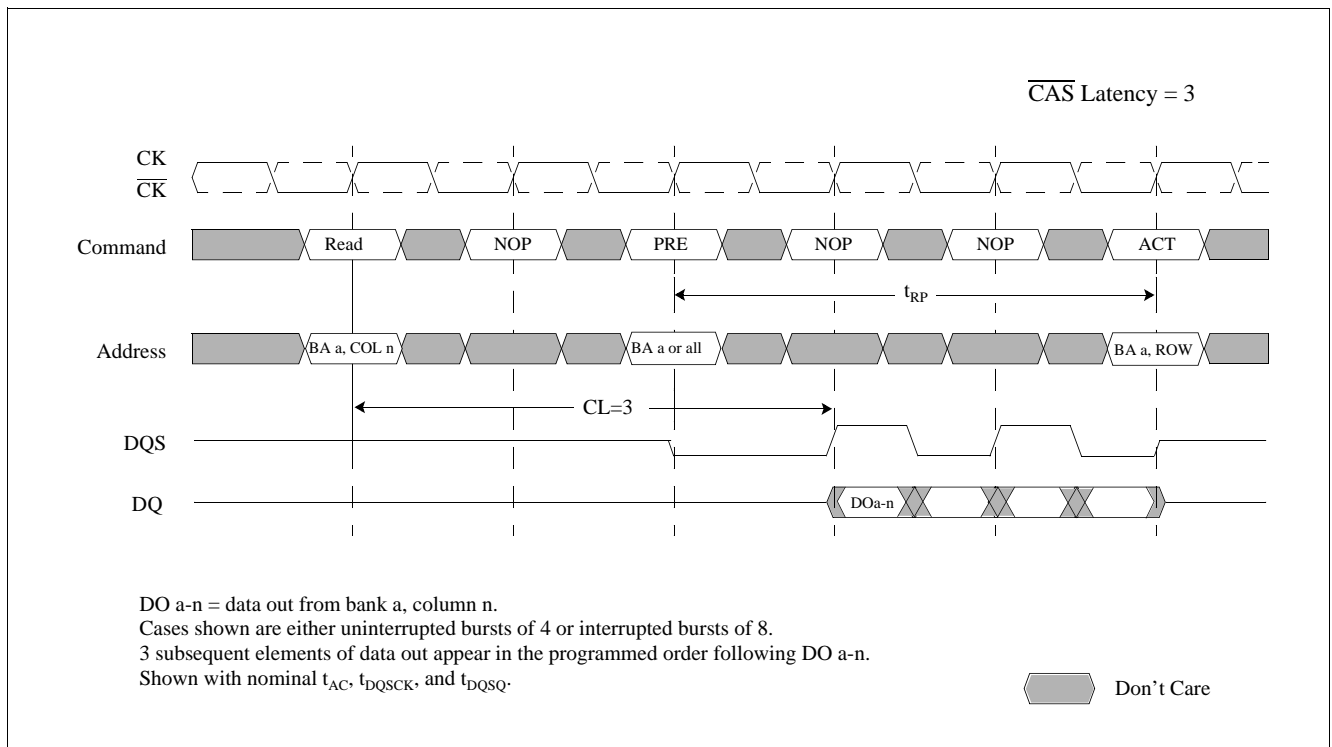 C̅A̅S̅ Latency = 3
CK
C̅K̅
Command
Read
NOP
PRE
NOP
NOP
ACT
tRP
Address
BA a, COL n
BA a or all
BA a, ROW
CL=3
DQS
DQ
DOa-n
DO a-n = data out from bank a, column n.
Cases shown are either uninterrupted bursts of 4 or interrupted bursts of 8.
3 subsequent elements of data out appear in the programmed order following DO a-n.
Shown with nominal tAC, tDQSCK, and tDQSQ.
Don't Care